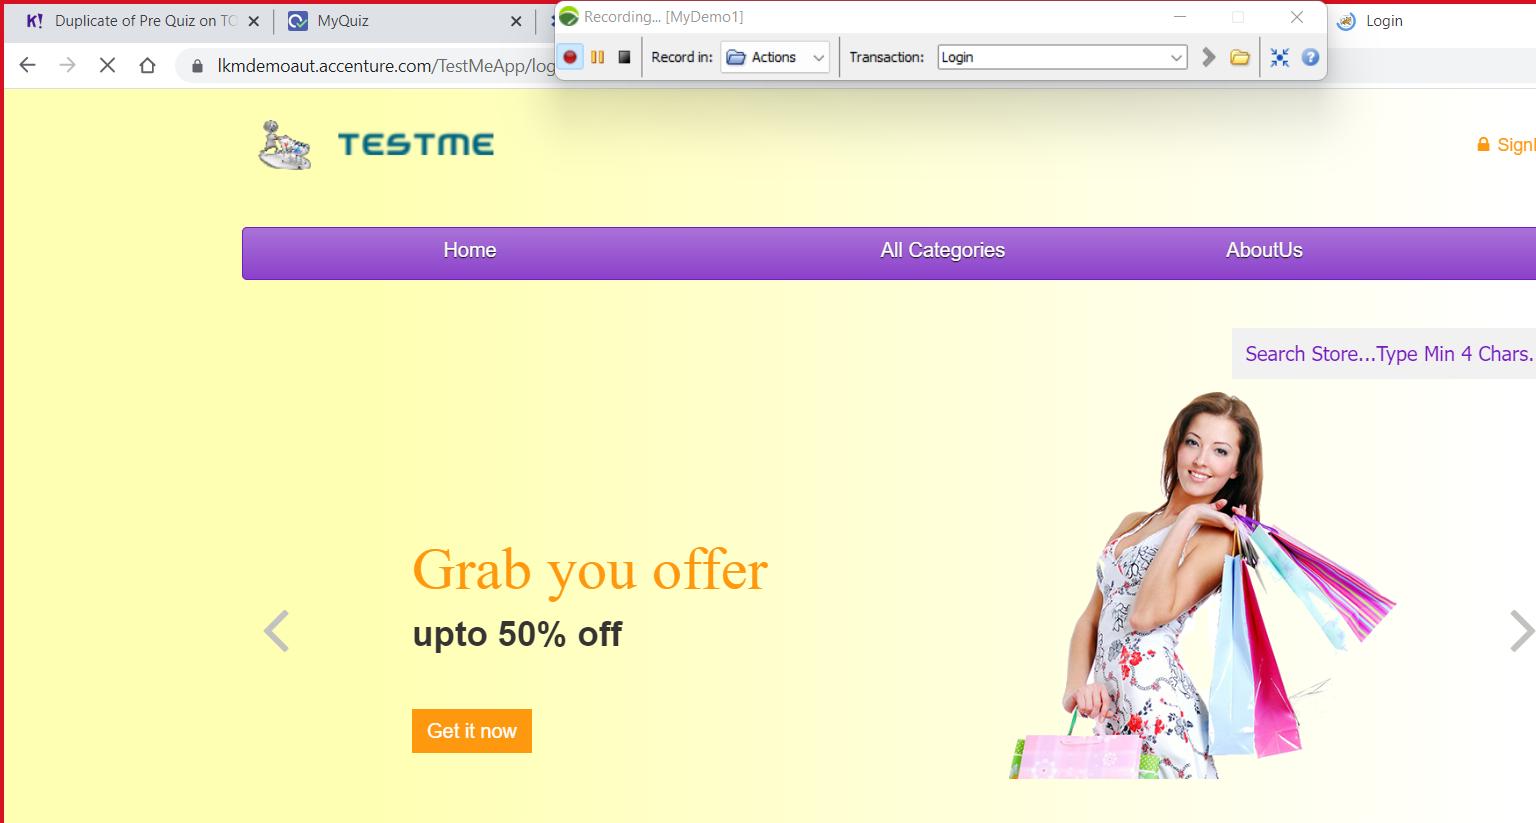 K! Duplicate of Pre Quiz on TO
MyQuiz
Recording... [MyDemo1]
Login
Record in: Actions Transaction: Login
lkmdemoaut.accenture.com/TestMeApp/log
TESTME
SignI
Home All Categories AboutUs
Search Store...Type Min 4 Chars.
Grab you offer
upto 50% off
Get it now